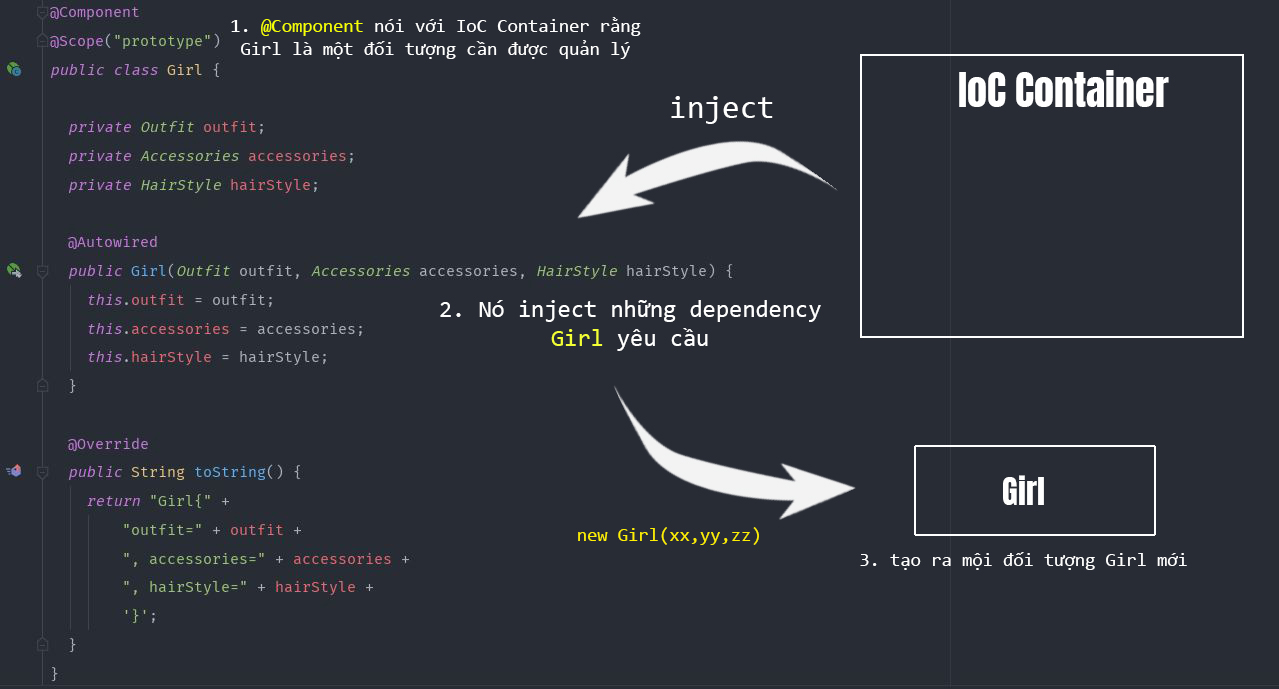 @Component
@Scope("prototype")
public class Girl {
1. @Component nói với IoC Container rằng
Girl là một đối tượng cần được quản lý
private Outfit outfit;
private Accessories accessories;
private HairStyle hairStyle;
@Autowired
public Girl(Outfit outfit, Accessories accessories, HairStyle hairStyle) {
this.outfit = outfit;
this.accessories = accessories;
this.hairStyle = hairStyle;
}
@Override
public String toString() {
return "Girl{" +
"outfit=" + outfit +
", accessories=" + accessories +
", hairStyle=" + hairStyle +
'}';
}
}
inject
IoC Container
2. Nó inject những dependency
Girl yêu cầu
new Girl(xx,yy,zz)
Girl
3. tạo ra mội đối tượng Girl mới